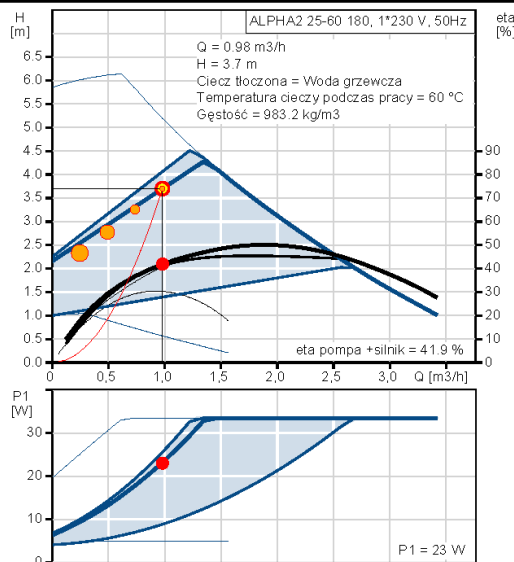 H
[m]
ALPHA2 25-60 180, 1*230 V, 50Hz
eta
[%]
Q = 0.98 m3/h
H = 3.7 m
Ciecz tłoczona = Woda grzewcza
Temperatura cieczy podczas pracy = 60 °C
Gęstość = 983.2 kg/m3
6.5
6.0
5.5
5.0
4.5
4.0
3.5
3.0
2.5
2.0
1.5
1.0
0.5
0.0
90
80
70
60
50
40
30
20
10
0
eta pompa +silnik = 41.9 %
0 0,5 1,0 1,5 2,0 2,5 Q [m3/h]
P1
[W]
30
20
10
0
P1 = 23 W